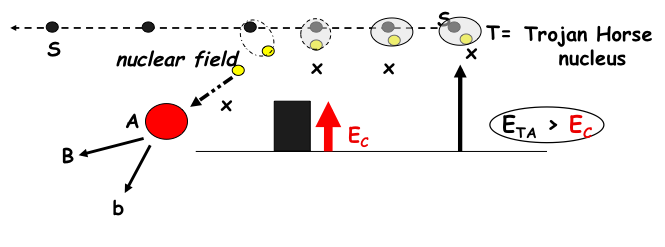 S
T= Trojan Horse
nucleus
S
nuclear field
x
x
x
x
A
E_C
E_TA > E_C
B
b